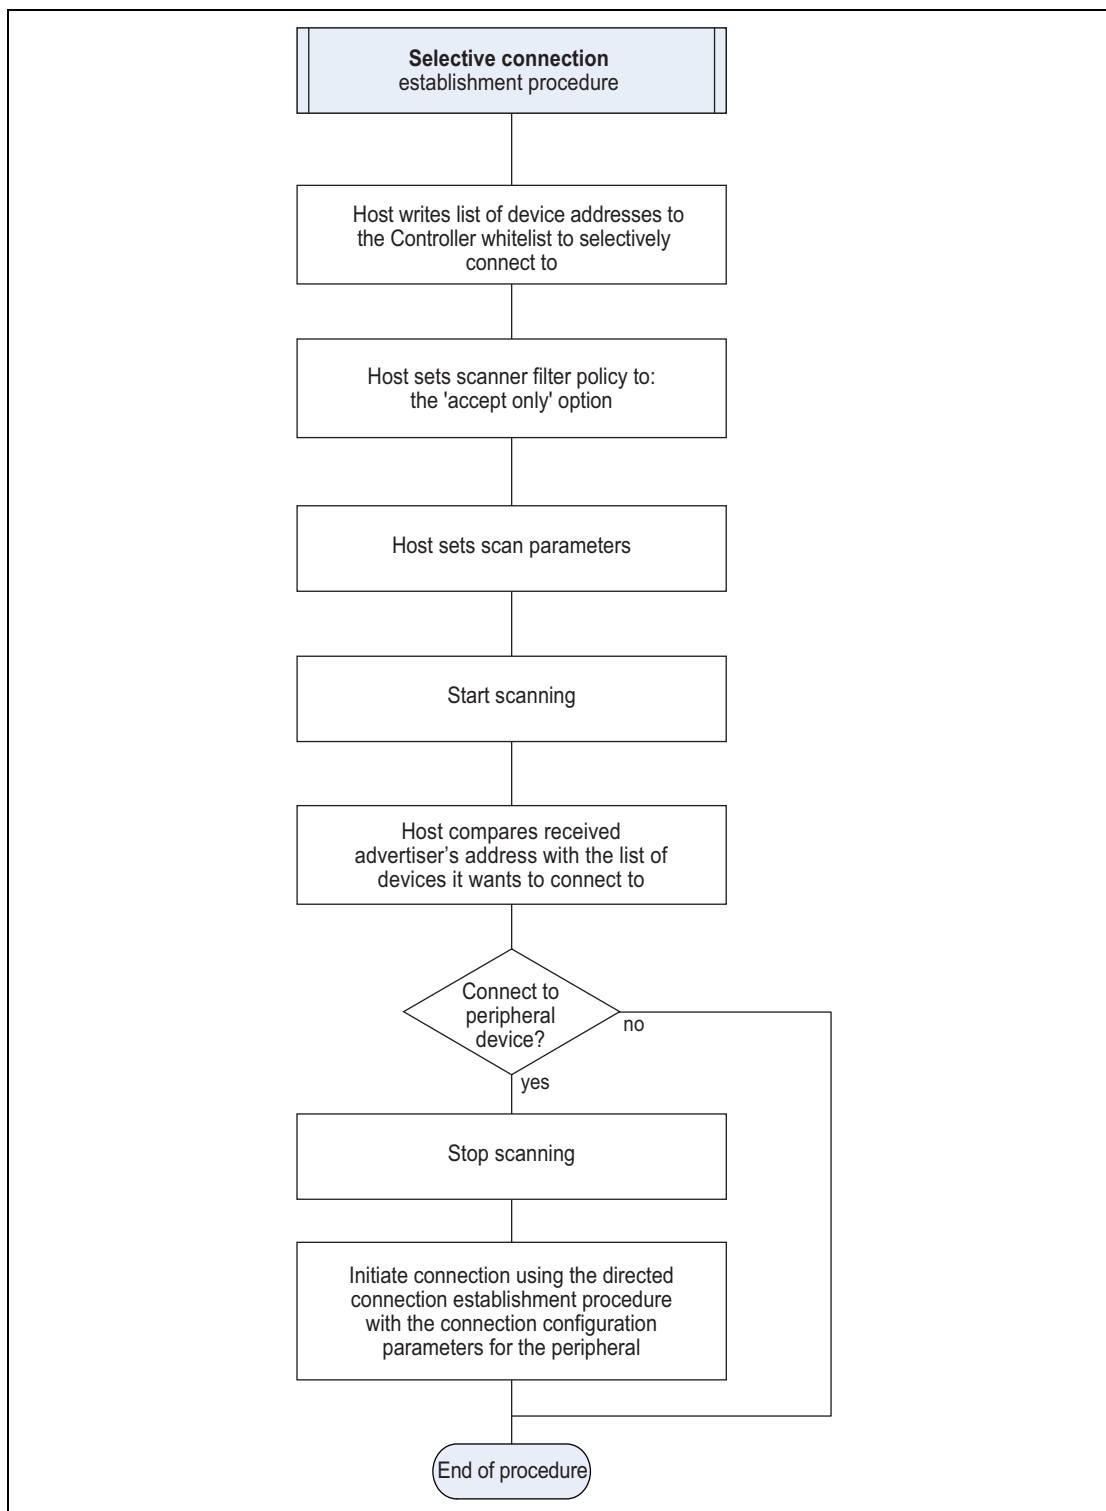 Selective connection
establishment procedure
Host writes list of device addresses to
the Controller whitelist to selectively
connect to
Host sets scanner filter policy to:
the 'accept only' option
Host sets scan parameters
Start scanning
Host compares received
advertiser’s address with the list of
devices it wants to connect to
Connect to
peripheral
device?
no
yes
Stop scanning
Initiate connection using the directed
connection establishment procedure
with the connection configuration
parameters for the peripheral
End of procedure